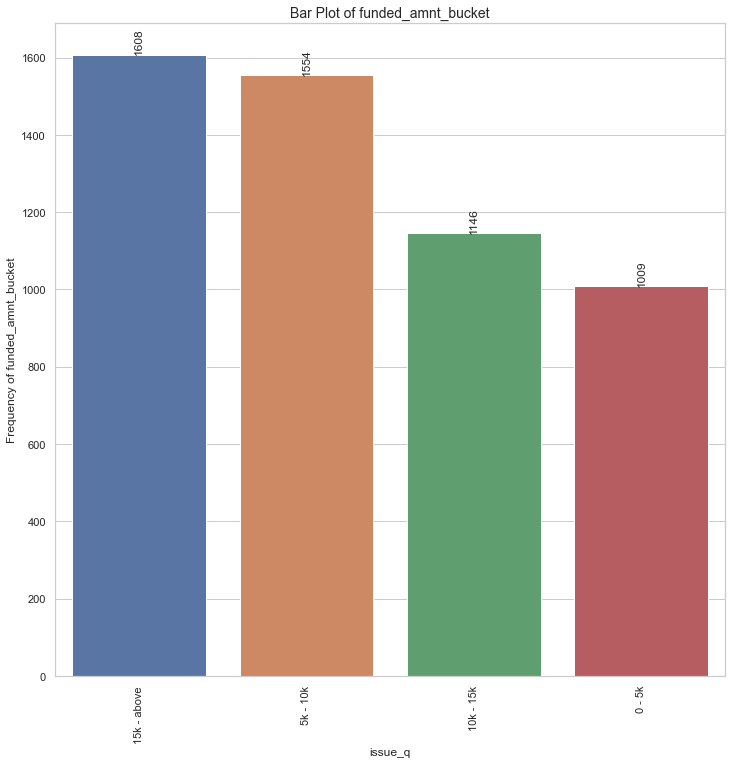 Bar Plot of funded_amnt_bucket
Frequency of funded_amnt_bucket
1600
1400
1200
1000
800
600
400
200
0
1608
1554
1146
1009
15k - above
5k - 10k
10k - 15k
0 - 5k
issue_q